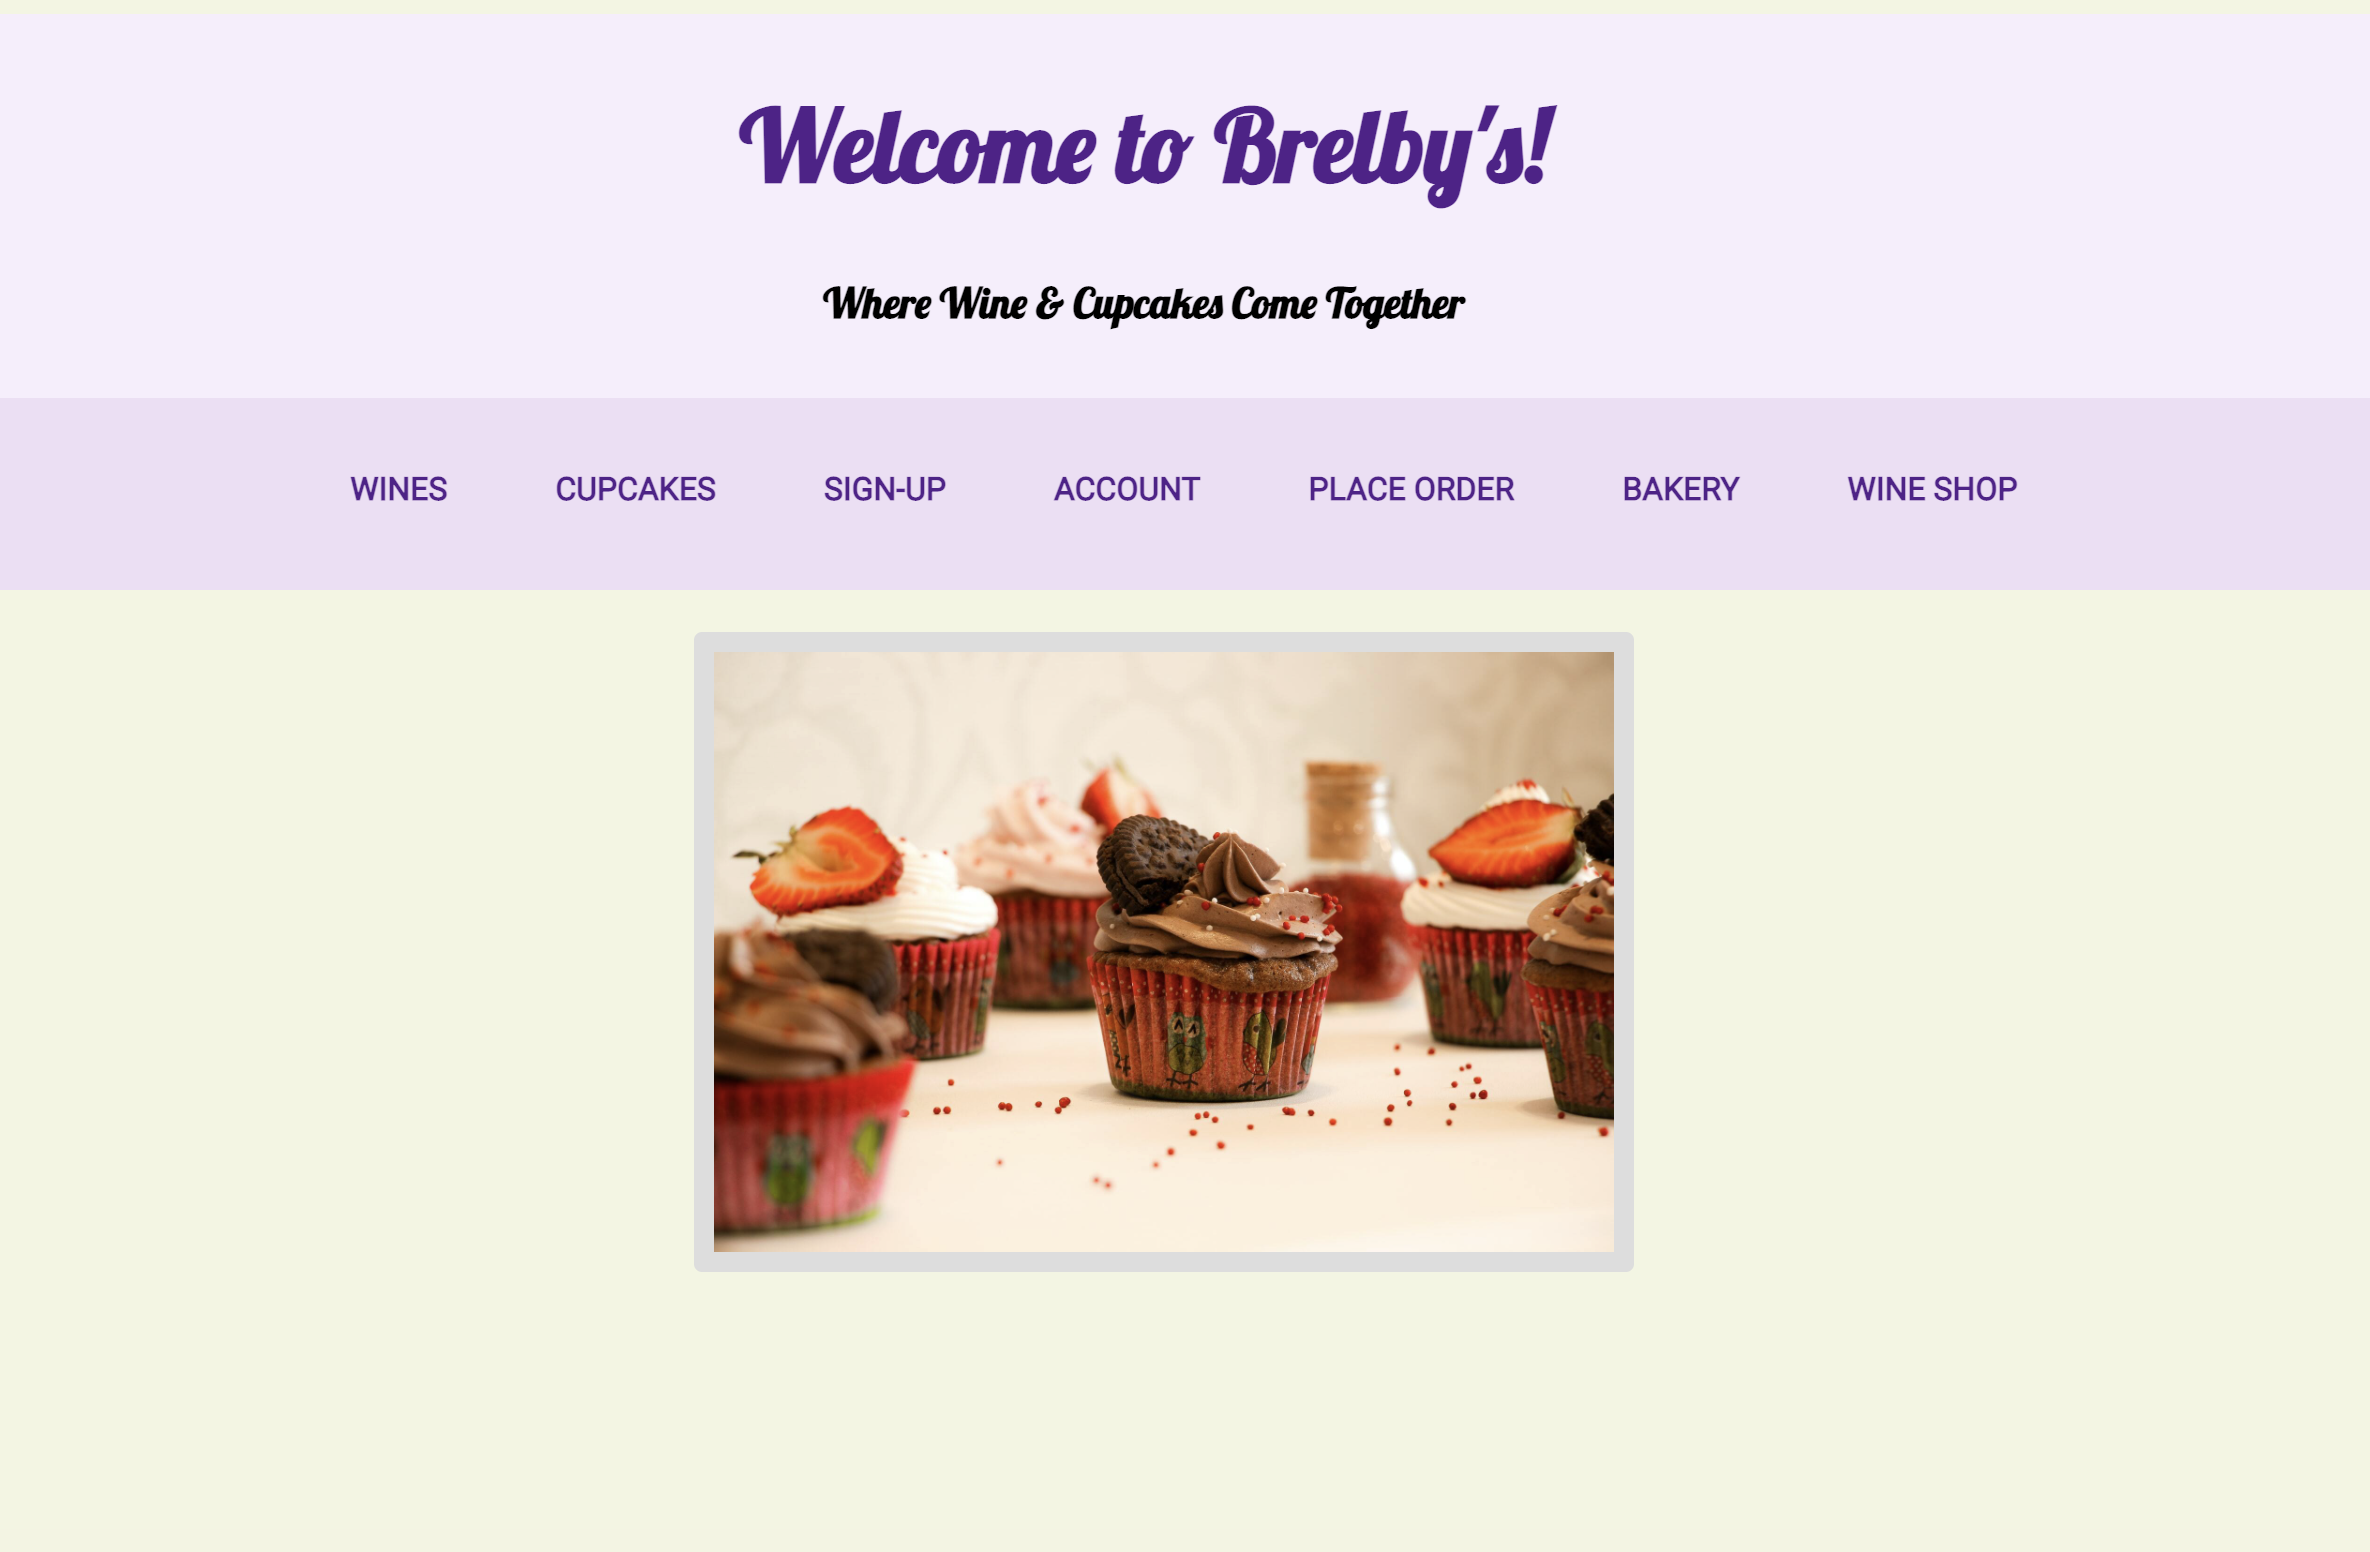 Welcome to Brelby's!
Where Wine & Cupcakes Come Together
WINES CUPCAKES SIGN-UP ACCOUNT PLACE ORDER BAKERY WINE SHOP